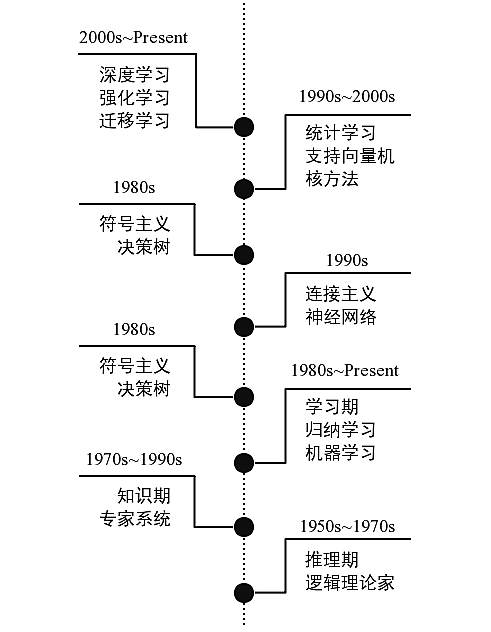 2000s~Present
深度学习
强化学习
迁移学习
1990s~2000s
统计学习
支持向量机
核方法
1980s
符号主义
决策树
1990s
连接主义
神经网络
1980s
符号主义
决策树
1980s~Present
学习期
归纳学习
机器学习
1970s~1990s
知识期
专家系统
1950s~1970s
推理期
逻辑理论家